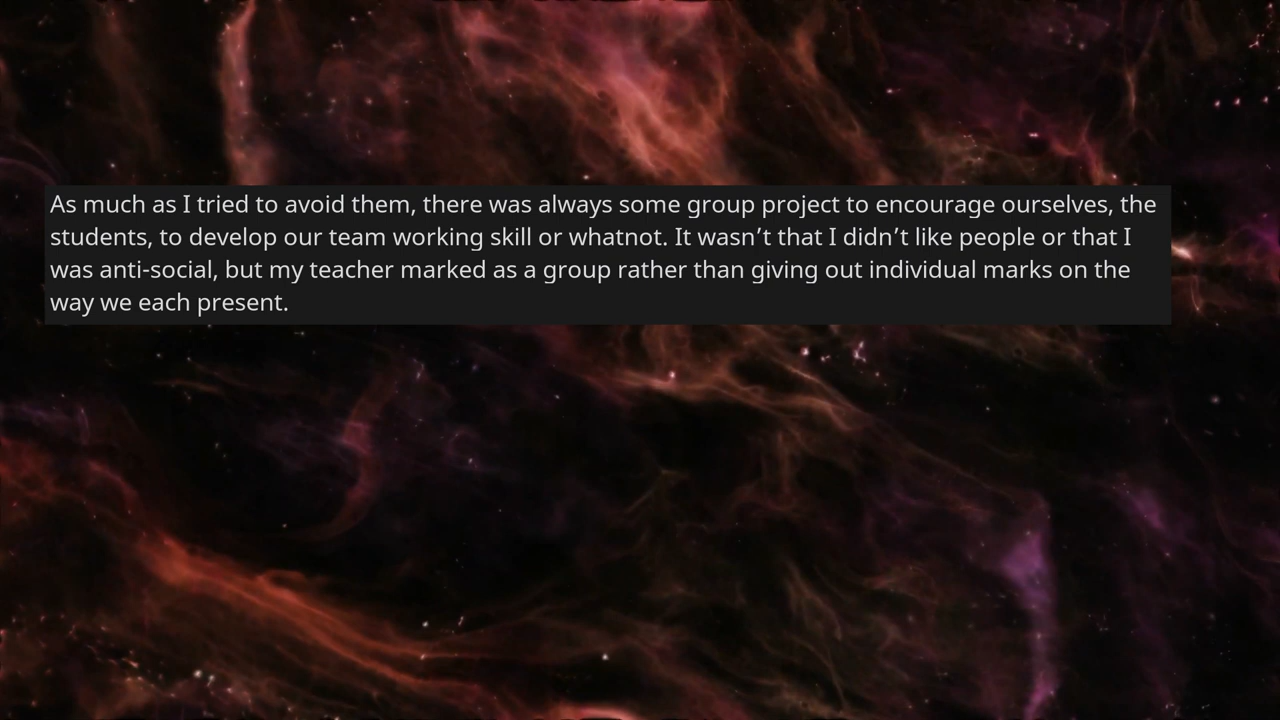 As much as I tried to avoid them, there was always some group project to encourage ourselves, the
students, to develop our team working skill or whatnot. It wasn’t that I didn’t like people or that I
was anti-social, but my teacher marked as a group rather than giving out individual marks on the
way we each present.